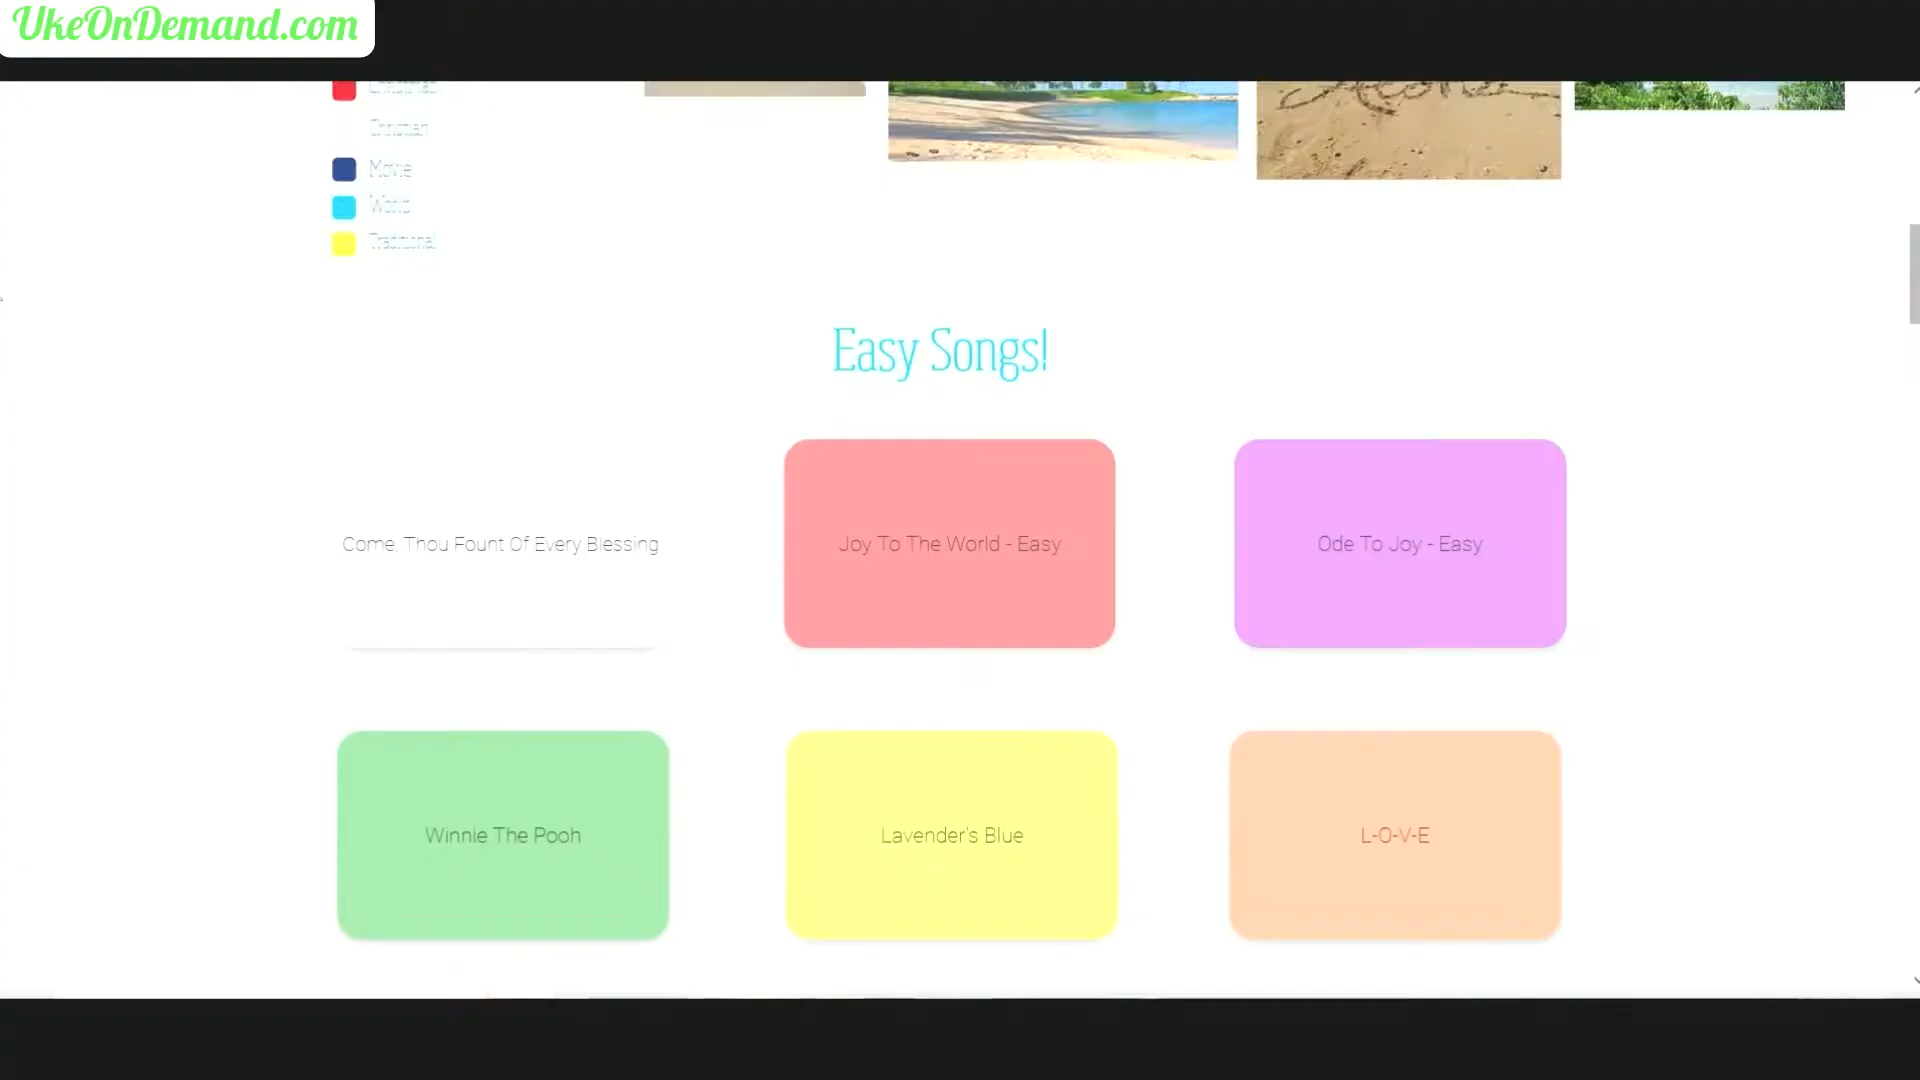 UkeOnDemand.com
Christian
Movie
World
Traditional
Easy Songs!
Come, Thou Fount Of Every Blessing
Joy To The World - Easy
Ode To Joy - Easy
Winnie The Pooh
Lavender's Blue
L-O-V-E